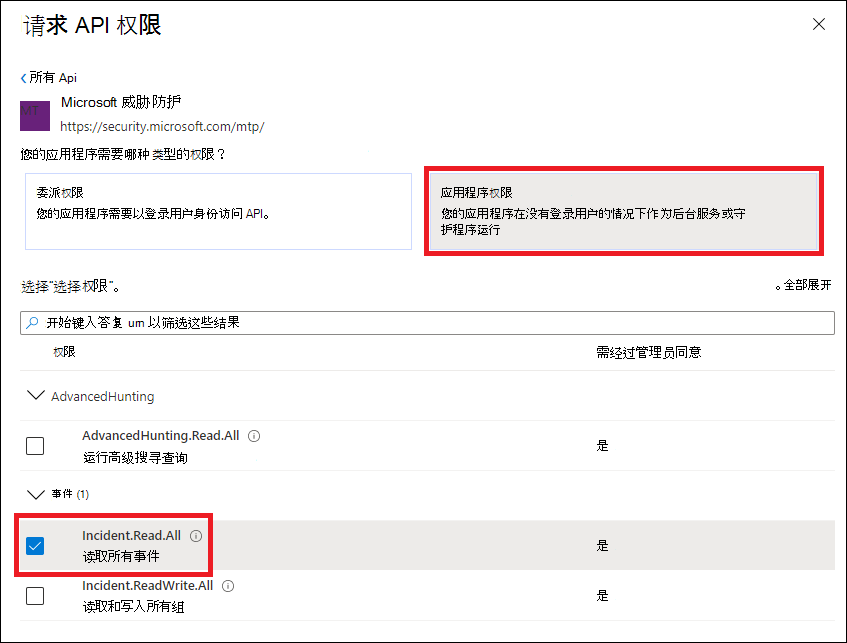 请求 API 权限
所有 Api
MT
Microsoft 威胁防护
https://security.microsoft.com/mtp/
您的应用程序需要哪种类型的权限？
委派权限
您的应用程序需要以登录用户身份访问 API。
应用程序权限
您的应用程序在没有登录用户的情况下作为后台服务或守
护程序运行
选择"选择权限"。
。全部展开
开始键入答复 um 以筛选这些结果
权限 需经过管理员同意
AdvancedHunting
AdvancedHunting.Read.All
运行高级搜寻查询
是
事件 (1)
Incident.Read.All
读取所有事件
是
Incident.ReadWrite.All
读取和写入所有组
是